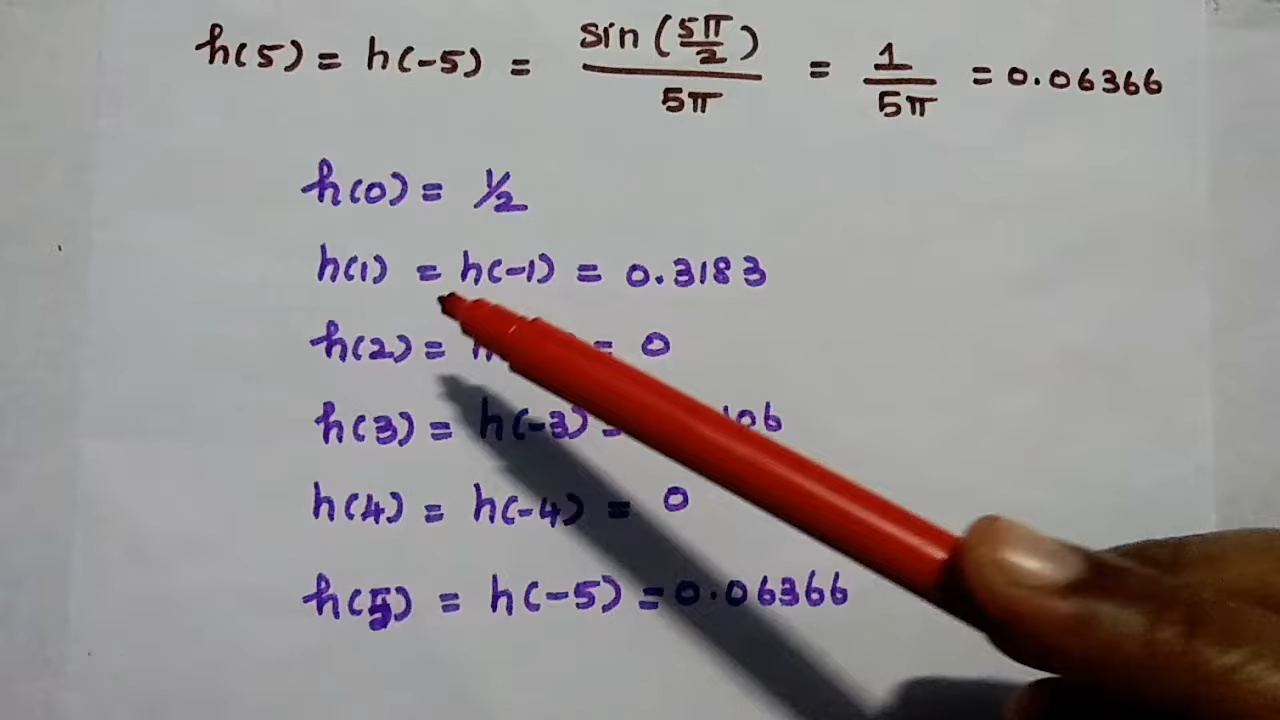 h(5) = h(-5) = sin(5π/2) / 5π = 1/5π = 0.06366
h(0) = 1/2
h(1) = h(-1) = 0.3183
h(2) = = 0
h(3) = h(-3) =
h(4) = h(-4) = 0
h(5) = h(-5) = 0.06366